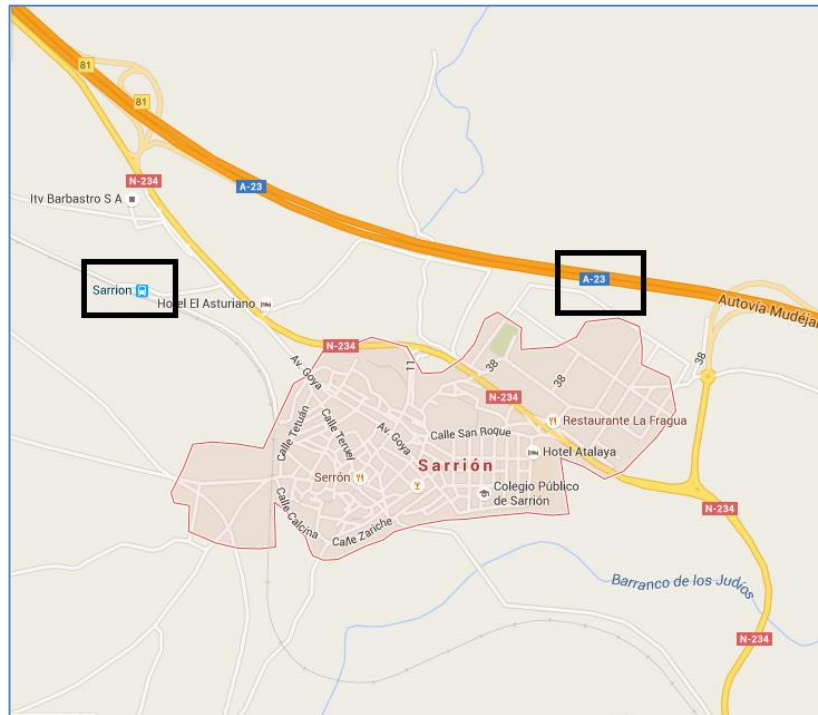 81
81
N-234
A-23
Itv Barbastro S A
Sarrion
Hotel El Asturiano
A-23
Autovía Mudéjar
N-234
Av. Goya
11
38
38
38
N-234
Restaurante La Fragua
Calle Tetuán
Calle Teruel
Av. Goya
Calle San Roque
Hotel Atalaya
Sarrión
Serrón
Colegio Público
de Sarrión
Calle Calcina
Calle Zariche
N-234
Barranco de los Judíos
N-234